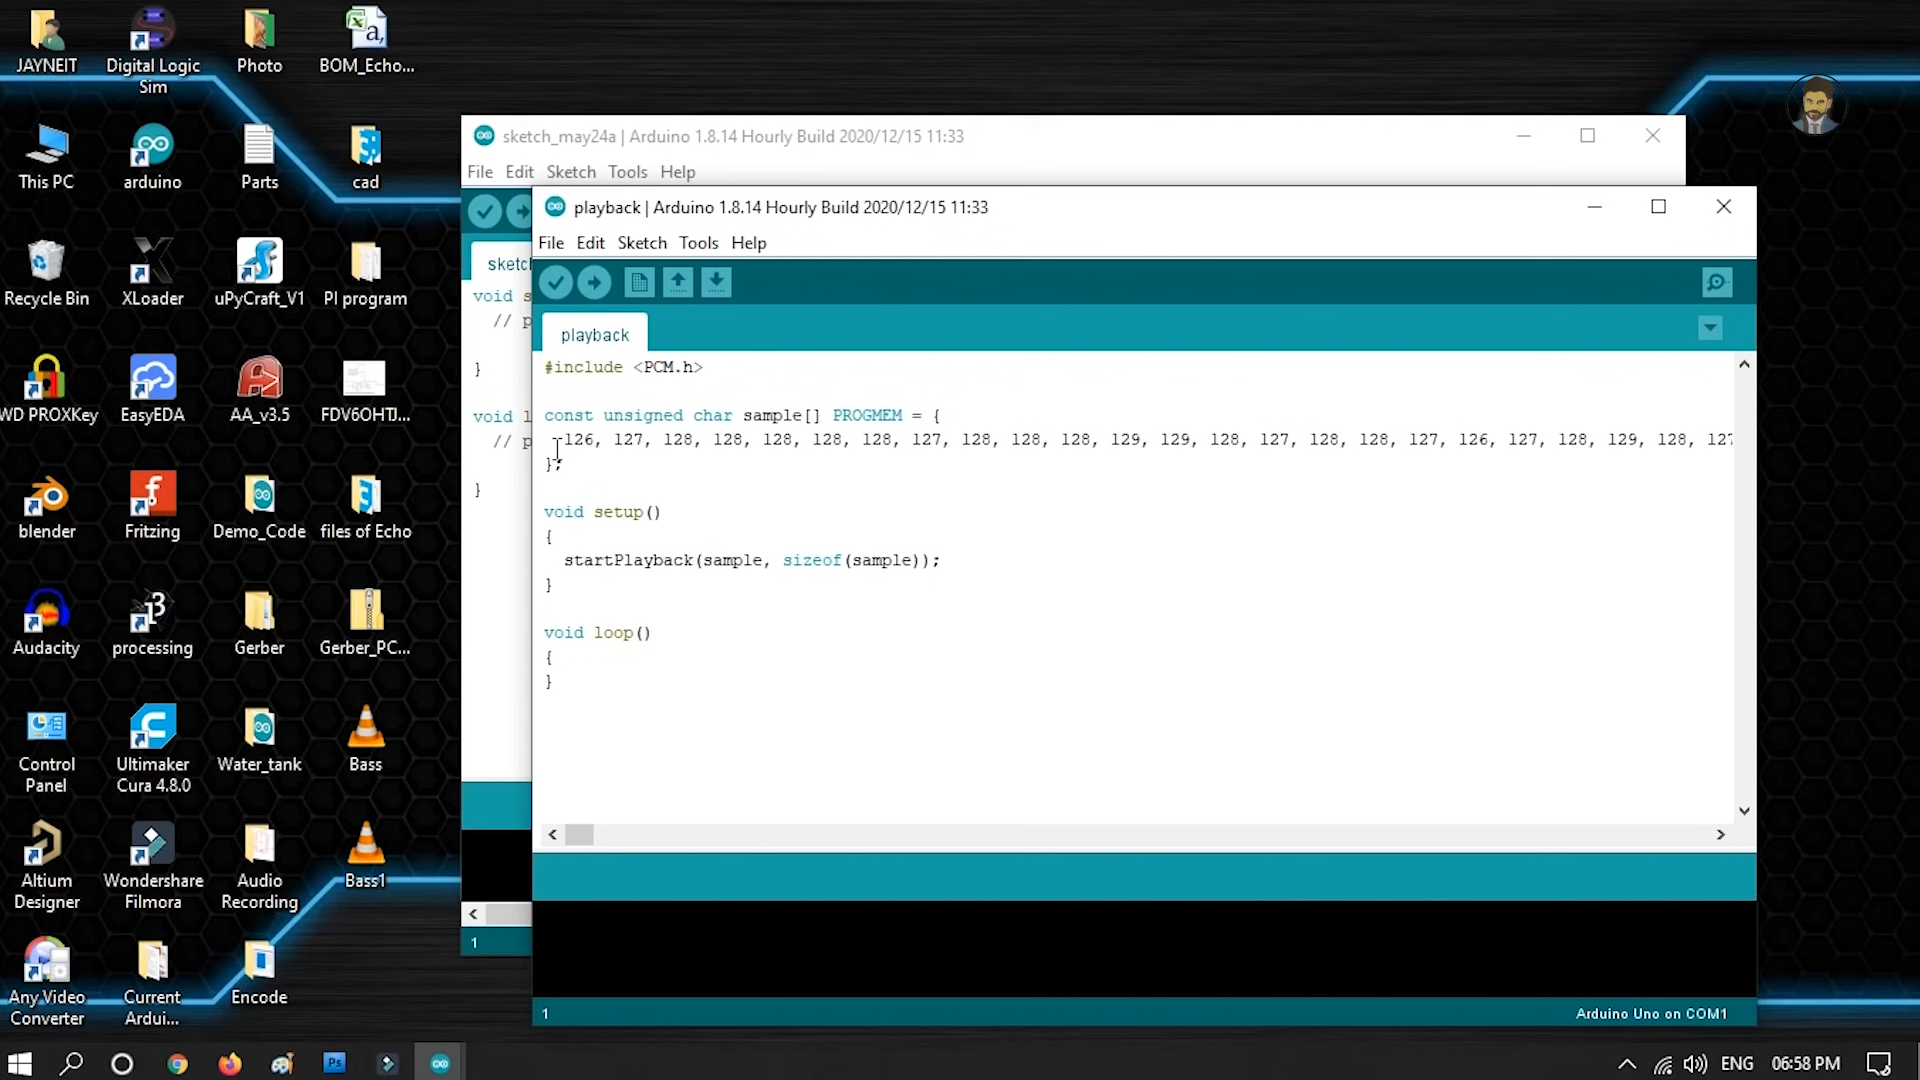 JAYNEIT
Digital Logic
Sim
Photo
BOM_Echo...
This PC
arduino
Parts
cad
Recycle Bin
XLoader
uPyCraft_V1
PI program
WD PROXKey
EasyEDA
AA_v3.5
FDV6OHTJ...
blender
Fritzing
Demo_Code
files of Echo
Audacity
processing
Gerber
Gerber_PC...
Control
Panel
Ultimaker
Cura 4.8.0
Water_tank
Bass
Altium
Designer
Wondershare
Filmora
Audio
Recording
Bass1
Any Video
Converter
Current
Ardui...
Encode
sketch_may24a | Arduino 1.8.14 Hourly Build 2020/12/15 11:33
File Edit Sketch Tools Help
sketc
void s
// p
}
void l
// p
}
1
playback | Arduino 1.8.14 Hourly Build 2020/12/15 11:33
File Edit Sketch Tools Help
playback
#include <PCM.h>
const unsigned char sample[] PROGMEM = {
126, 127, 128, 128, 128, 128, 128, 127, 128, 128, 128, 129, 129, 128, 127, 128, 128, 127, 126, 127, 128, 129, 128, 127
};
void setup()
{
startPlayback(sample, sizeof(sample));
}
void loop()
{
}
1
Arduino Uno on COM1
Ps
ENG
06:58 PM